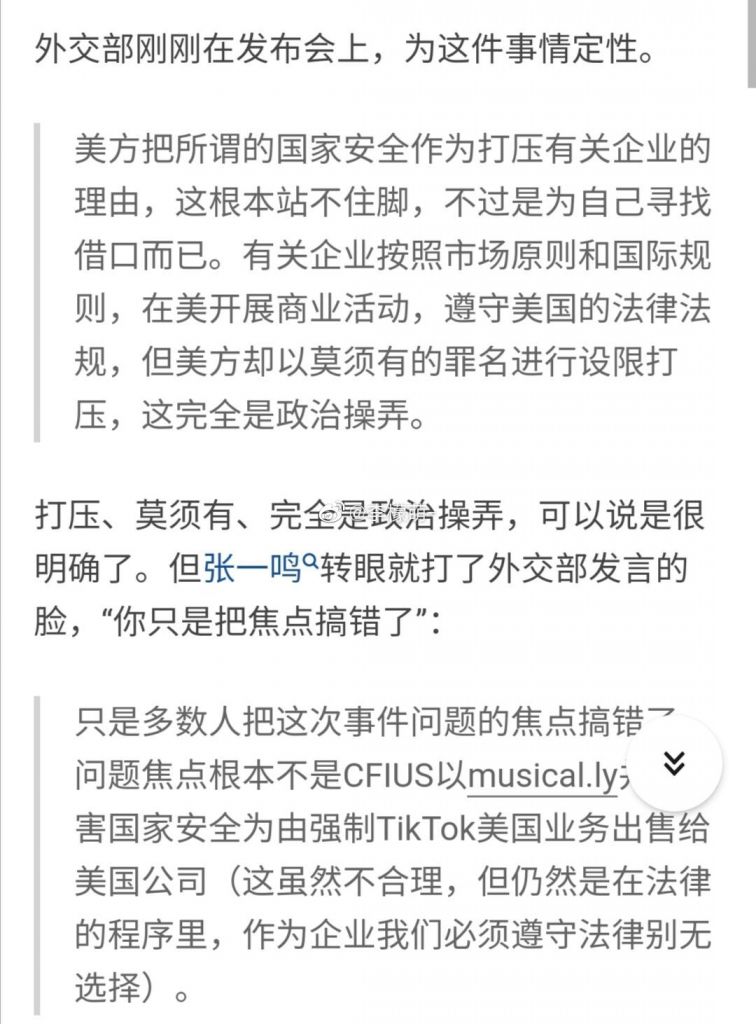 外交部刚刚在发布会上，为这件事情定性。
美方把所谓的国家安全作为打压有关企业的
理由，这根本站不住脚，不过是为自己寻找
借口而已。有关企业按照市场原则和国际规
则，在美开展商业活动，遵守美国的法律法
规，但美方却以莫须有的罪名进行设限打
压，这完全是政治操弄。
打压、莫须有、完全是政治操弄，可以说是很
明确了。但张一鸣转眼就打了外交部发言的
脸，“你只是把焦点搞错了”：
只是多数人把这次事件问题的焦点搞错了
问题焦点根本不是CFIUS以musical.ly
害国家安全为由强制TikTok美国业务出售给
美国公司（这虽然不合理，但仍然是在法律
的程序里，作为企业我们必须遵守法律别无
选择）。